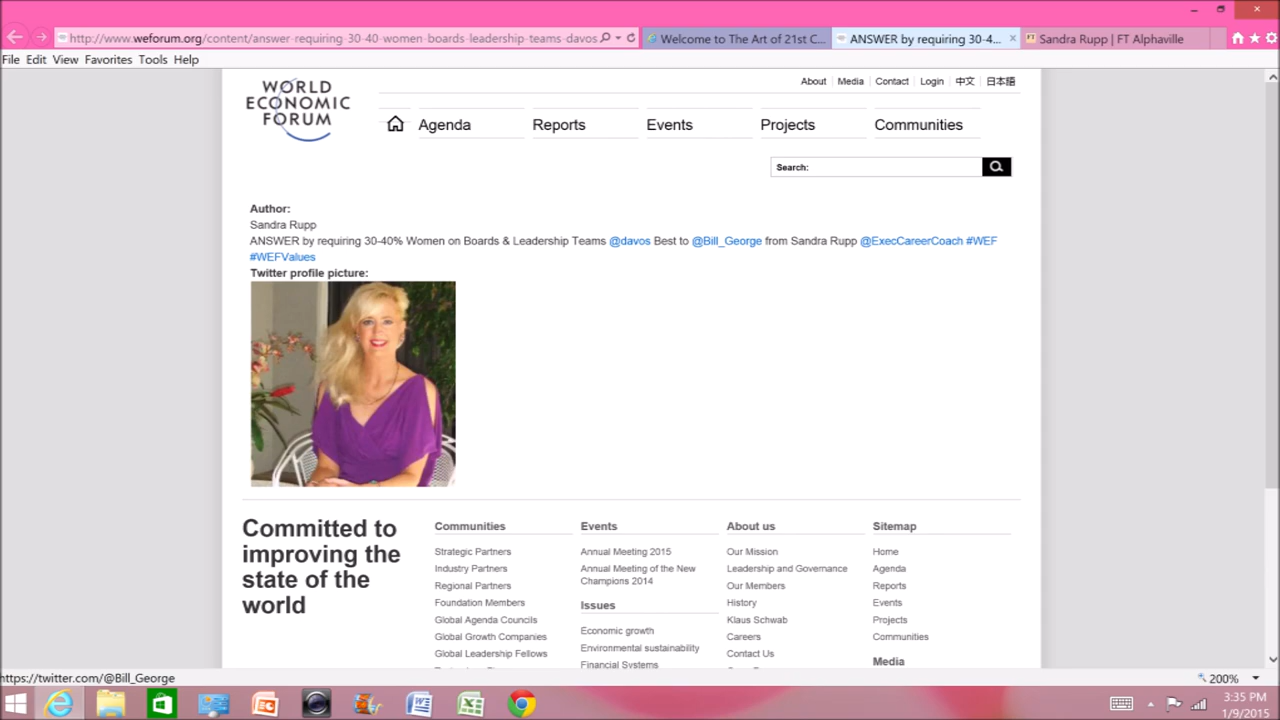 http://www.weforum.org/content/answer-requiring-30-40-women-boards-leadership-teams-davos
Welcome to The Art of 21st C...
ANSWER by requiring 30-4...
Sandra Rupp | FT Alphaville
File Edit View Favorites Tools Help
WORLD
ECONOMIC
FORUM
About Media Contact Login 中文 日本語
Agenda Reports Events Projects Communities
Search:
Author:
Sandra Rupp
ANSWER by requiring 30-40% Women on Boards & Leadership Teams @davos Best to @Bill_George from Sandra Rupp @ExecCareerCoach #WEF
#WEFValues
Twitter profile picture:
Committed to
improving the
state of the
world
Communities
Strategic Partners
Industry Partners
Regional Partners
Foundation Members
Global Agenda Councils
Global Growth Companies
Global Leadership Fellows
Events
Annual Meeting 2015
Annual Meeting of the New
Champions 2014
Issues
Economic growth
Environmental sustainability
Financial Systems
About us
Our Mission
Leadership and Governance
Our Members
History
Klaus Schwab
Careers
Contact Us
Sitemap
Home
Agenda
Reports
Events
Projects
Communities
Media
https://twitter.com/@Bill_George
200%
3:35 PM
1/9/2015